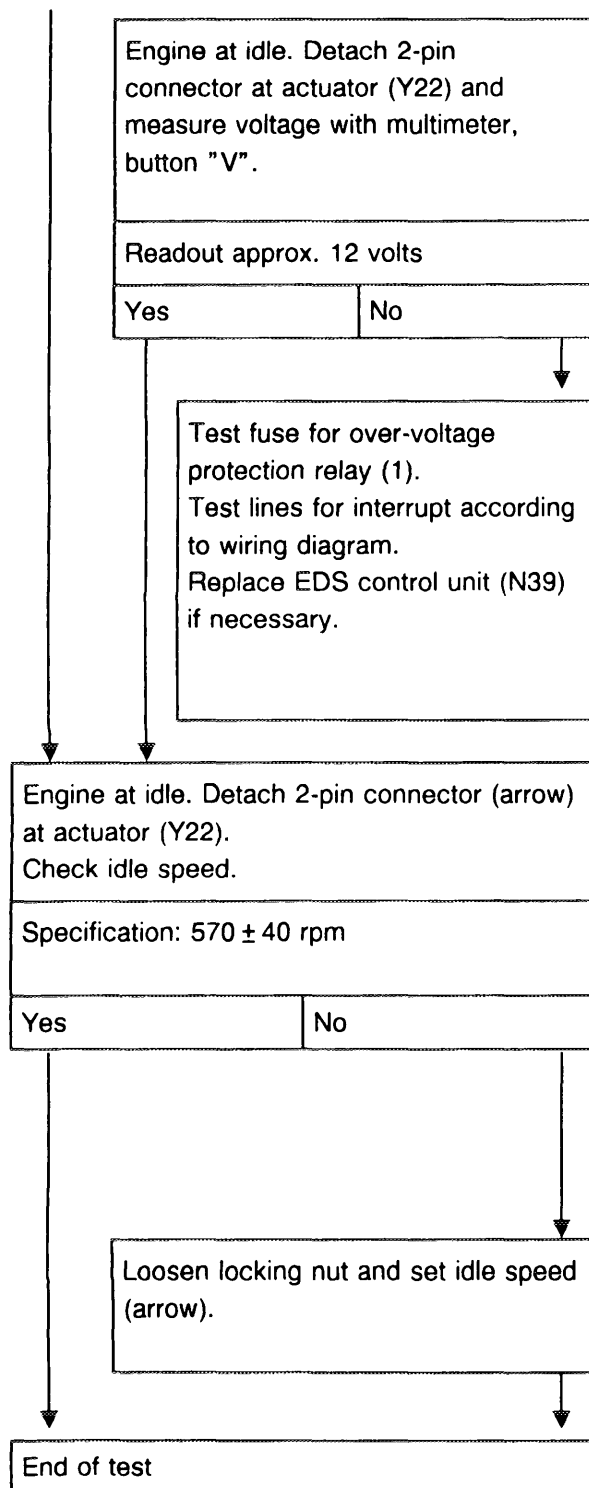 Engine at idle. Detach 2-pin
connector at actuator (Y22) and
measure voltage with multimeter,
button "V".
Readout approx. 12 volts
Yes
No
Test fuse for over-voltage
protection relay (1).
Test lines for interrupt according
to wiring diagram.
Replace EDS control unit (N39)
if necessary.
Engine at idle. Detach 2-pin connector (arrow)
at actuator (Y22).
Check idle speed.
Specification: 570 ± 40 rpm
Yes
No
Loosen locking nut and set idle speed
(arrow).
End of test